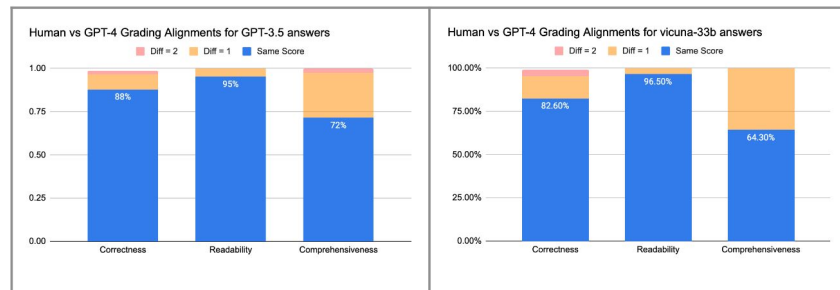 Human vs GPT-4 Grading Alignments for GPT-3.5 answers
Diff = 2 Diff = 1 Same Score
1.00
0.75
0.50
0.25
0.00
88%
95%
72%
Correctness Readability Comprehensiveness
Human vs GPT-4 Grading Alignments for vicuna-33b answers
Diff = 2 Diff = 1 Same Score
100.00%
75.00%
50.00%
25.00%
0.00%
82.60%
96.50%
64.30%
Correctness Readability Comprehensiveness